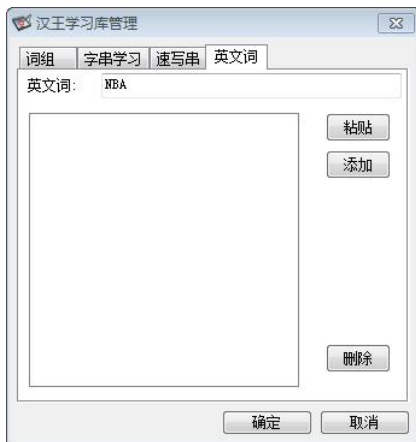 汉王学习库管理
词组 字串学习 速写串 英文词
英文词: NBA
粘贴
添加
删除
确定 取消